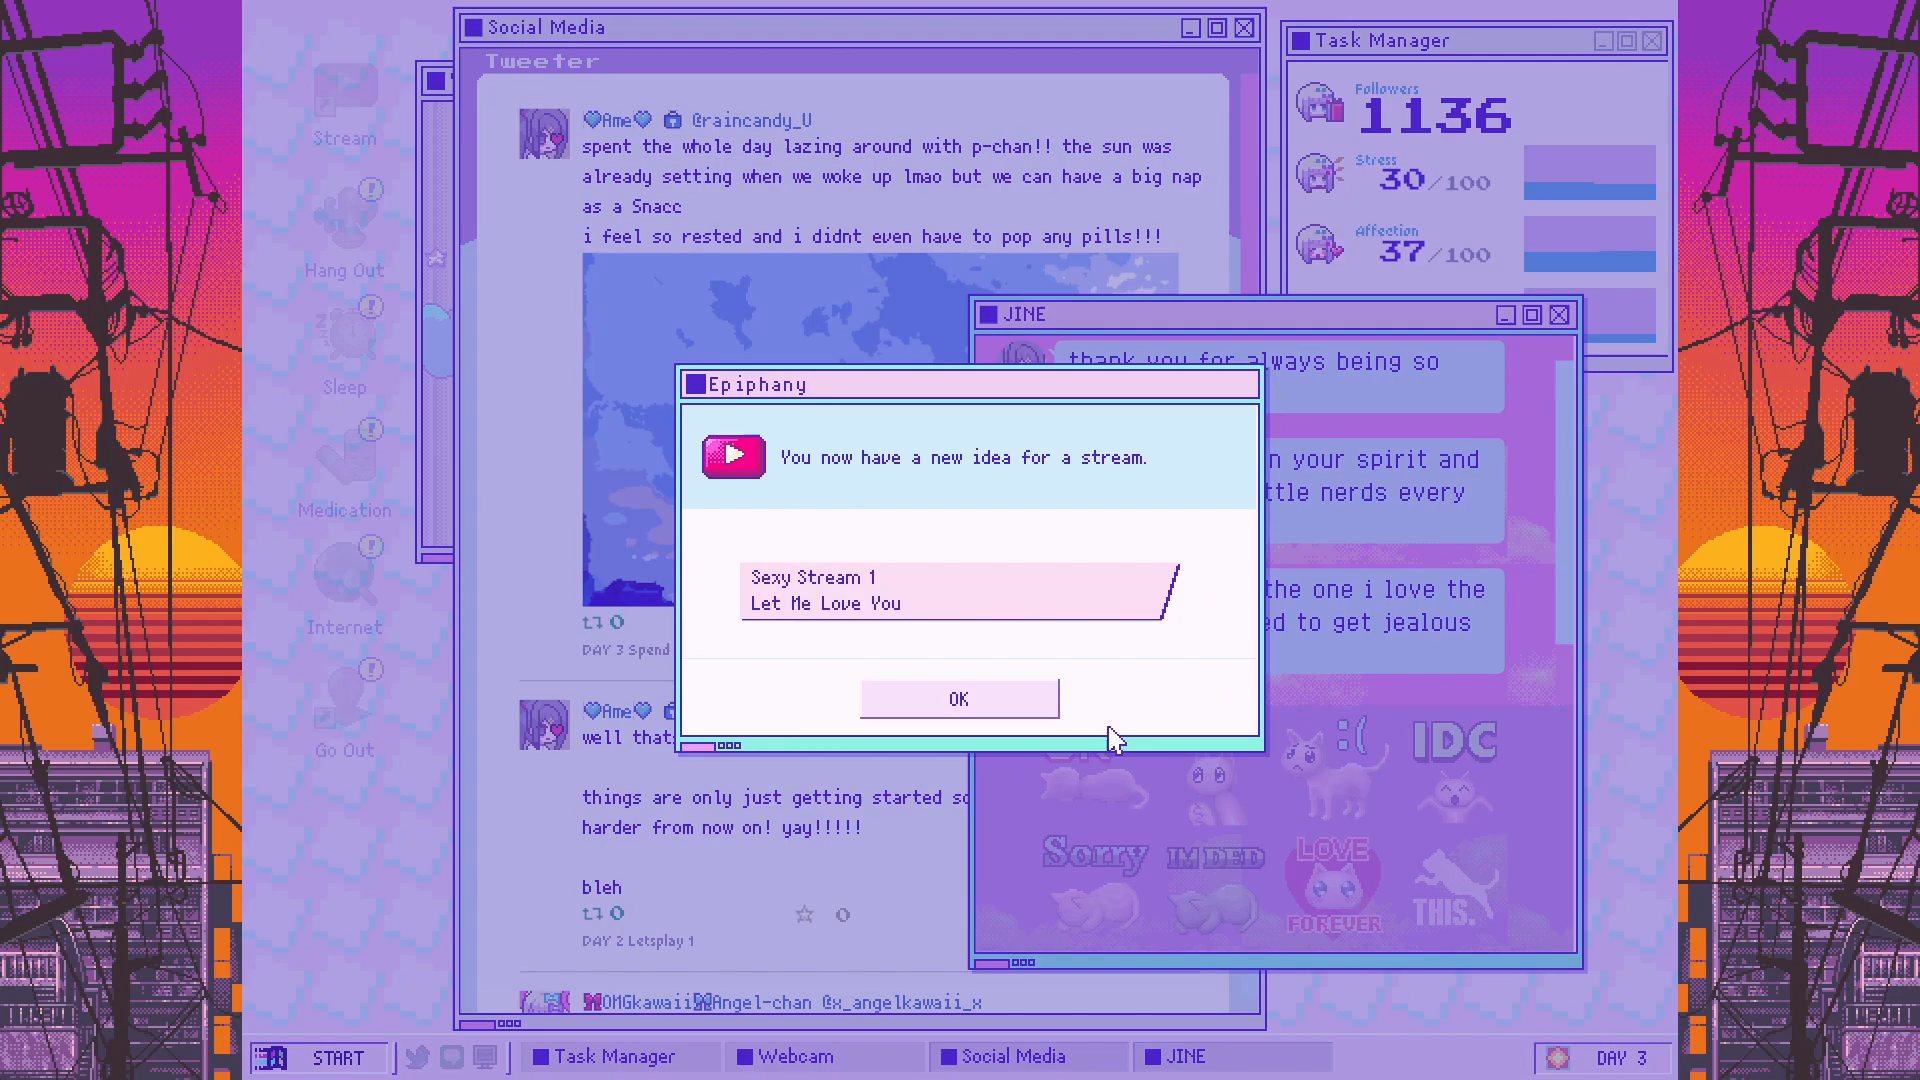 Social Media
Tweeter
Ame @raincandy_U
spent the whole day lazing around with p-chan!! the sun was
already setting when we woke up lmao but we can have a big nap
as a Snacc
i feel so rested and i didnt even have to pop any pills!!!
0
DAY 3 Spend
Ame
well that
things are only just getting started so
harder from now on! yay!!!!!
bleh
0 0
DAY 2 Letsplay 1
OMGkawaii Angel-chan @x_angelkawaii_x
Task Manager
Followers
1136
Stress
30/100
Affection
37/100
JINE
thank you for always being so
n your spirit and
ttle nerds every
the one i love the
ed to get jealous
:( IDC
Sorry IM DED LOVE
FOREVER THIS.
Epiphany
You now have a new idea for a stream.
Sexy Stream 1
Let Me Love You
OK
Stream
Hang Out
Sleep
Medication
Internet
Go Out
START Task Manager Webcam Social Media JINE DAY 3